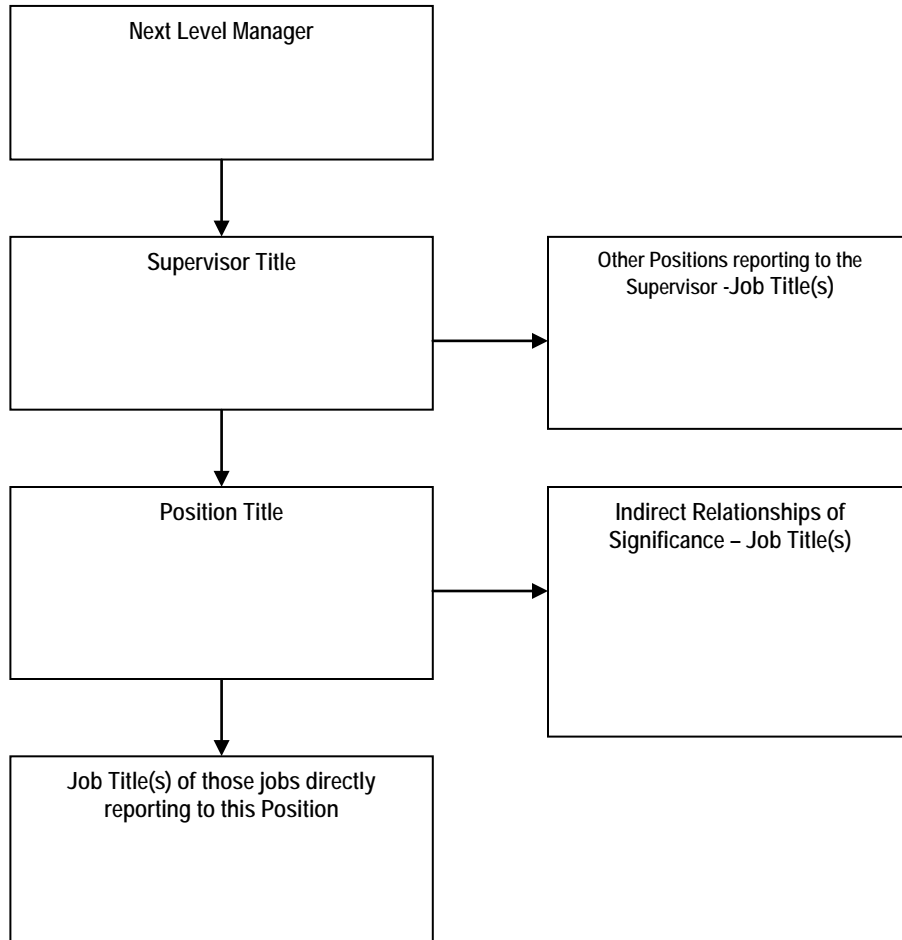 Next Level Manager
Supervisor Title
Other Positions reporting to the
Supervisor -Job Title(s)
Position Title
Indirect Relationships of
Significance – Job Title(s)
Job Title(s) of those jobs directly
reporting to this Position